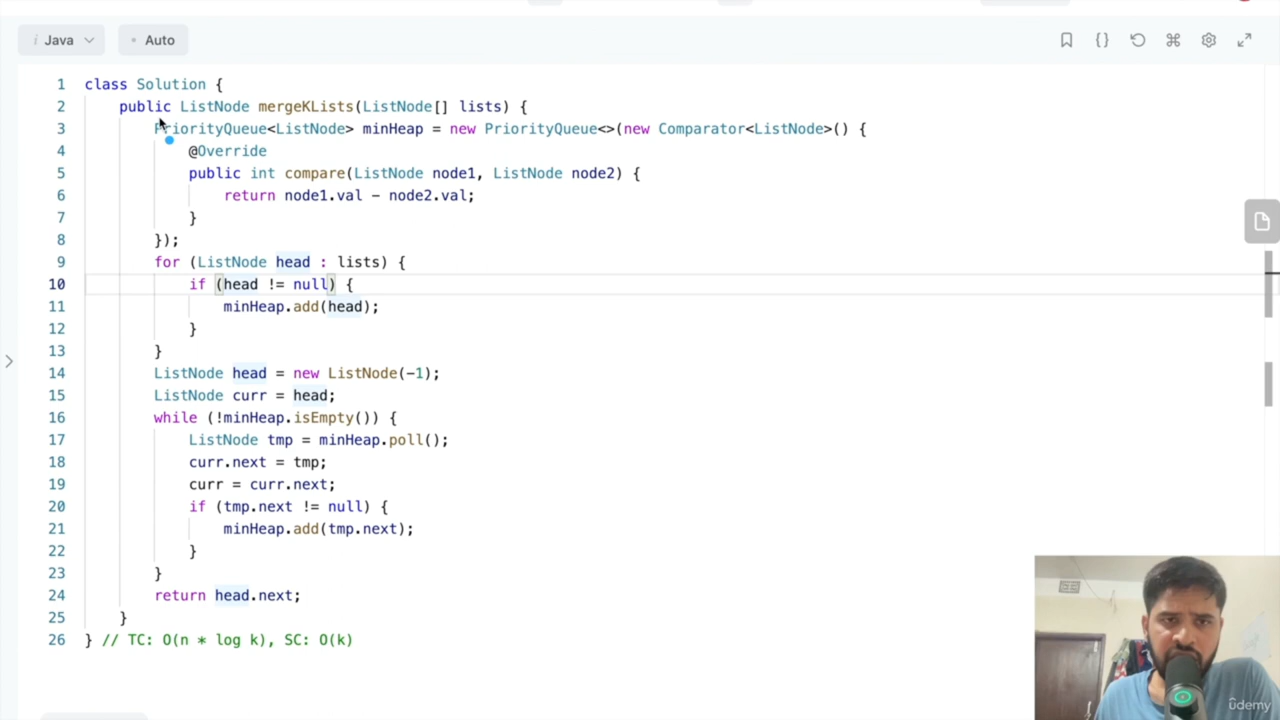 Java
Auto
1 class Solution {
2 public ListNode mergeKLists(ListNode[] lists) {
3 PriorityQueue<ListNode> minHeap = new PriorityQueue<>(new Comparator<ListNode>() {
4 @Override
5 public int compare(ListNode node1, ListNode node2) {
6 return node1.val - node2.val;
7 }
8 });
9 for (ListNode head : lists) {
10 if (head != null) {
11 minHeap.add(head);
12 }
13 }
14 ListNode head = new ListNode(-1);
15 ListNode curr = head;
16 while (!minHeap.isEmpty()) {
17 ListNode tmp = minHeap.poll();
18 curr.next = tmp;
19 curr = curr.next;
20 if (tmp.next != null) {
21 minHeap.add(tmp.next);
22 }
23 }
24 return head.next;
25 }
26 } // TC: O(n * log k), SC: O(k)
ûdemy